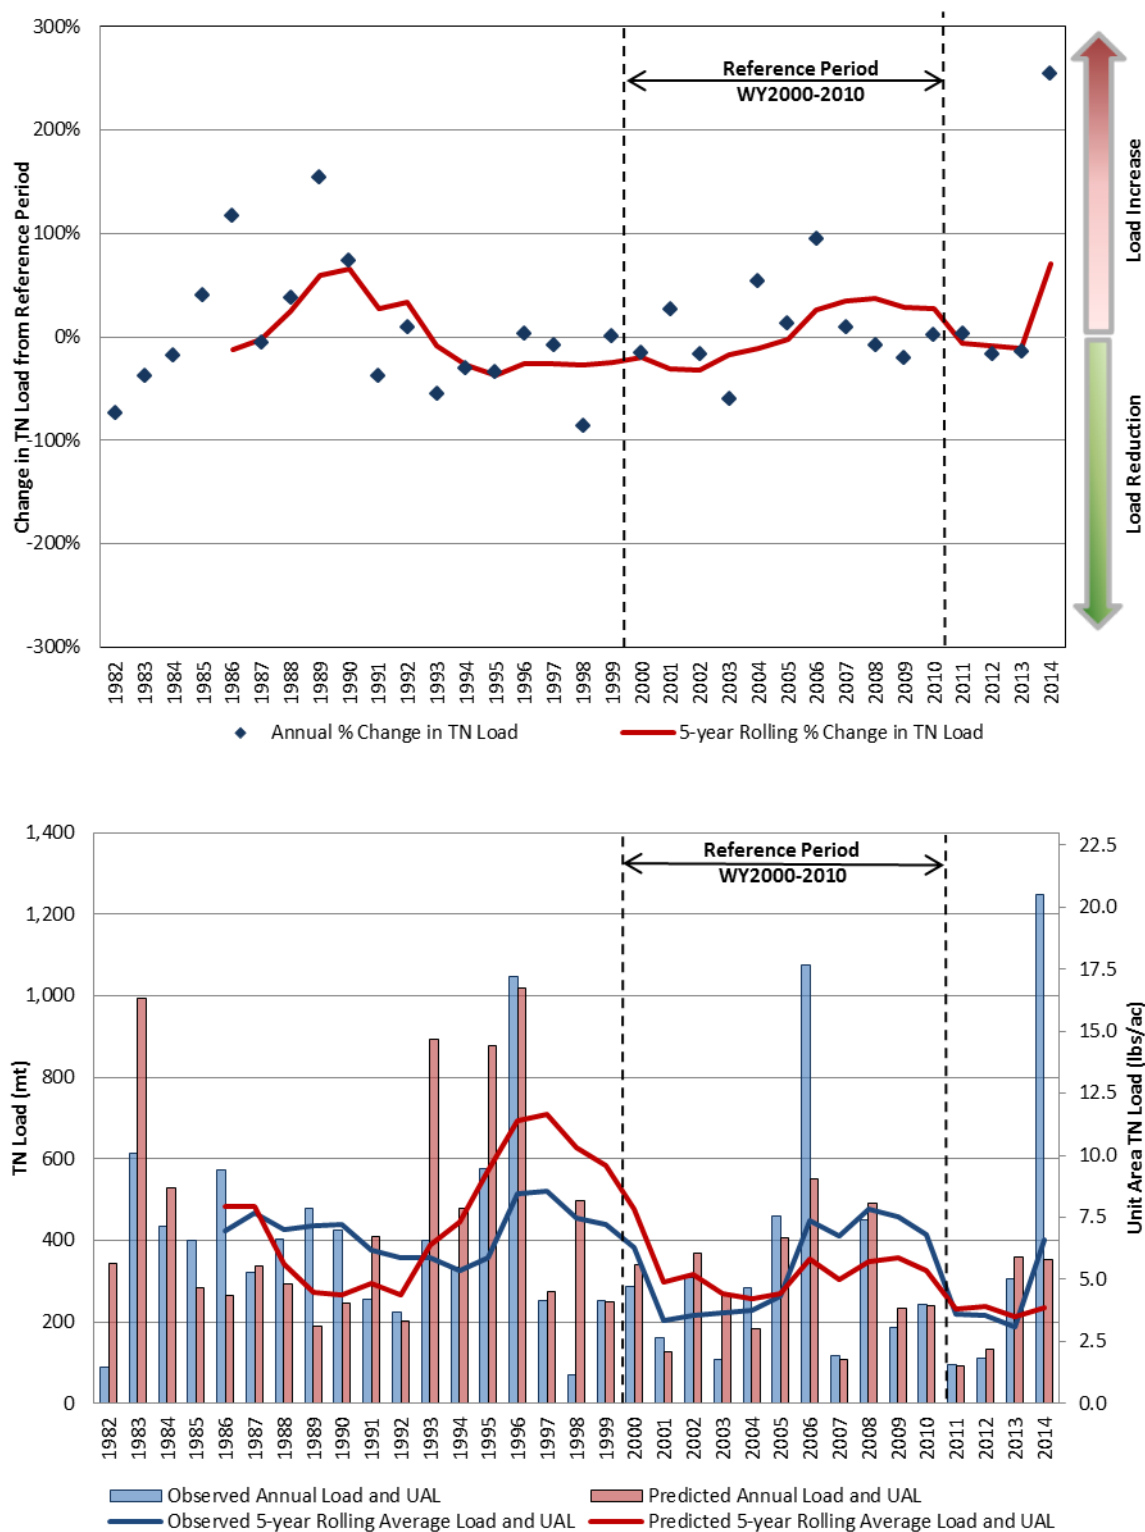 300%
200%
100%
0%
-100%
-200%
-300%
Change in TN Load from Reference Period
Reference Period
WY2000-2010
Load Increase
Load Reduction
1982 1983 1984 1985 1986 1987 1988 1989 1990 1991 1992 1993 1994 1995 1996 1997 1998 1999 2000 2001 2002 2003 2004 2005 2006 2007 2008 2009 2010 2011 2012 2013 2014
Annual % Change in TN Load 5-year Rolling % Change in TN Load
1,400
1,200
1,000
800
600
400
200
0
TN Load (mt)
Reference Period
WY2000-2010
22.5
20.0
17.5
15.0
12.5
10.0
7.5
5.0
2.5
0.0
Unit Area TN Load (lbs/ac)
1982 1983 1984 1985 1986 1987 1988 1989 1990 1991 1992 1993 1994 1995 1996 1997 1998 1999 2000 2001 2002 2003 2004 2005 2006 2007 2008 2009 2010 2011 2012 2013 2014
Observed Annual Load and UAL Predicted Annual Load and UAL
Observed 5-year Rolling Average Load and UAL Predicted 5-year Rolling Average Load and UAL